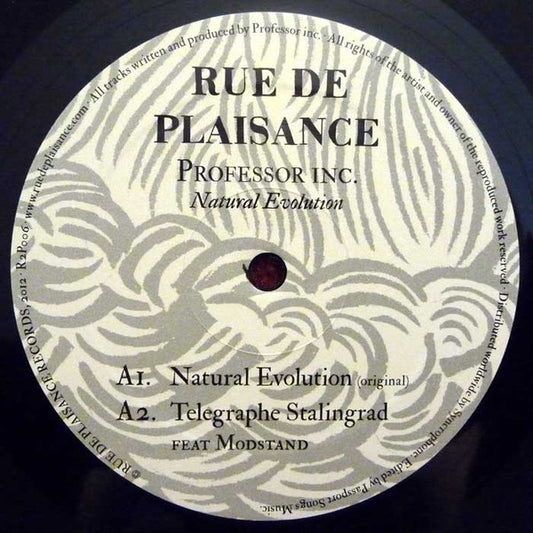 RUE DE
PLAISANCE
PROFESSOR INC.
Natural Evolution
A1. Natural Evolution (original)
A2. Telegraphe Stalingrad
FEAT MODSTAND
© RUE DE PLAISANCE RECORDS, 2012 · R2P006 · www.ruedeplaisance.com · All tracks written and produced by Professor inc. · All rights of the artist and owner of the reproduced work reserved · Distributed worldwide by Syncrophone. Edited by Passport Songs Music.